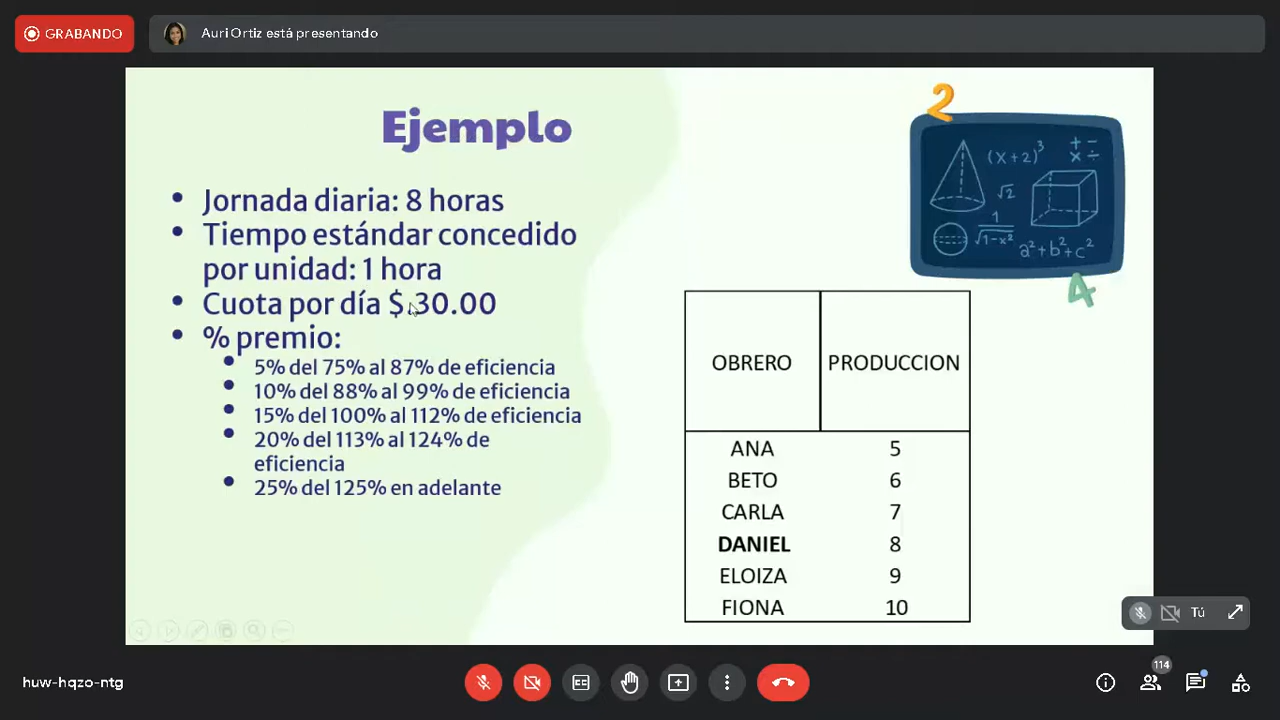 GRABANDO
Auri Ortiz está presentando
Ejemplo
• Jornada diaria: 8 horas
• Tiempo estándar concedido
por unidad: 1 hora
• Cuota por día $.30.00
• % premio:
• 5% del 75% al 87% de eficiencia
• 10% del 88% al 99% de eficiencia
• 15% del 100% al 112% de eficiencia
• 20% del 113% al 124% de
eficiencia
• 25% del 125% en adelante
2
(x+2)³ + −
× ÷
√2
1
√1-x²
a²+b²+c²
4
OBRERO PRODUCCION
ANA 5
BETO 6
CARLA 7
DANIEL 8
ELOIZA 9
FIONA 10
Tú
huw-hqzo-ntg
114